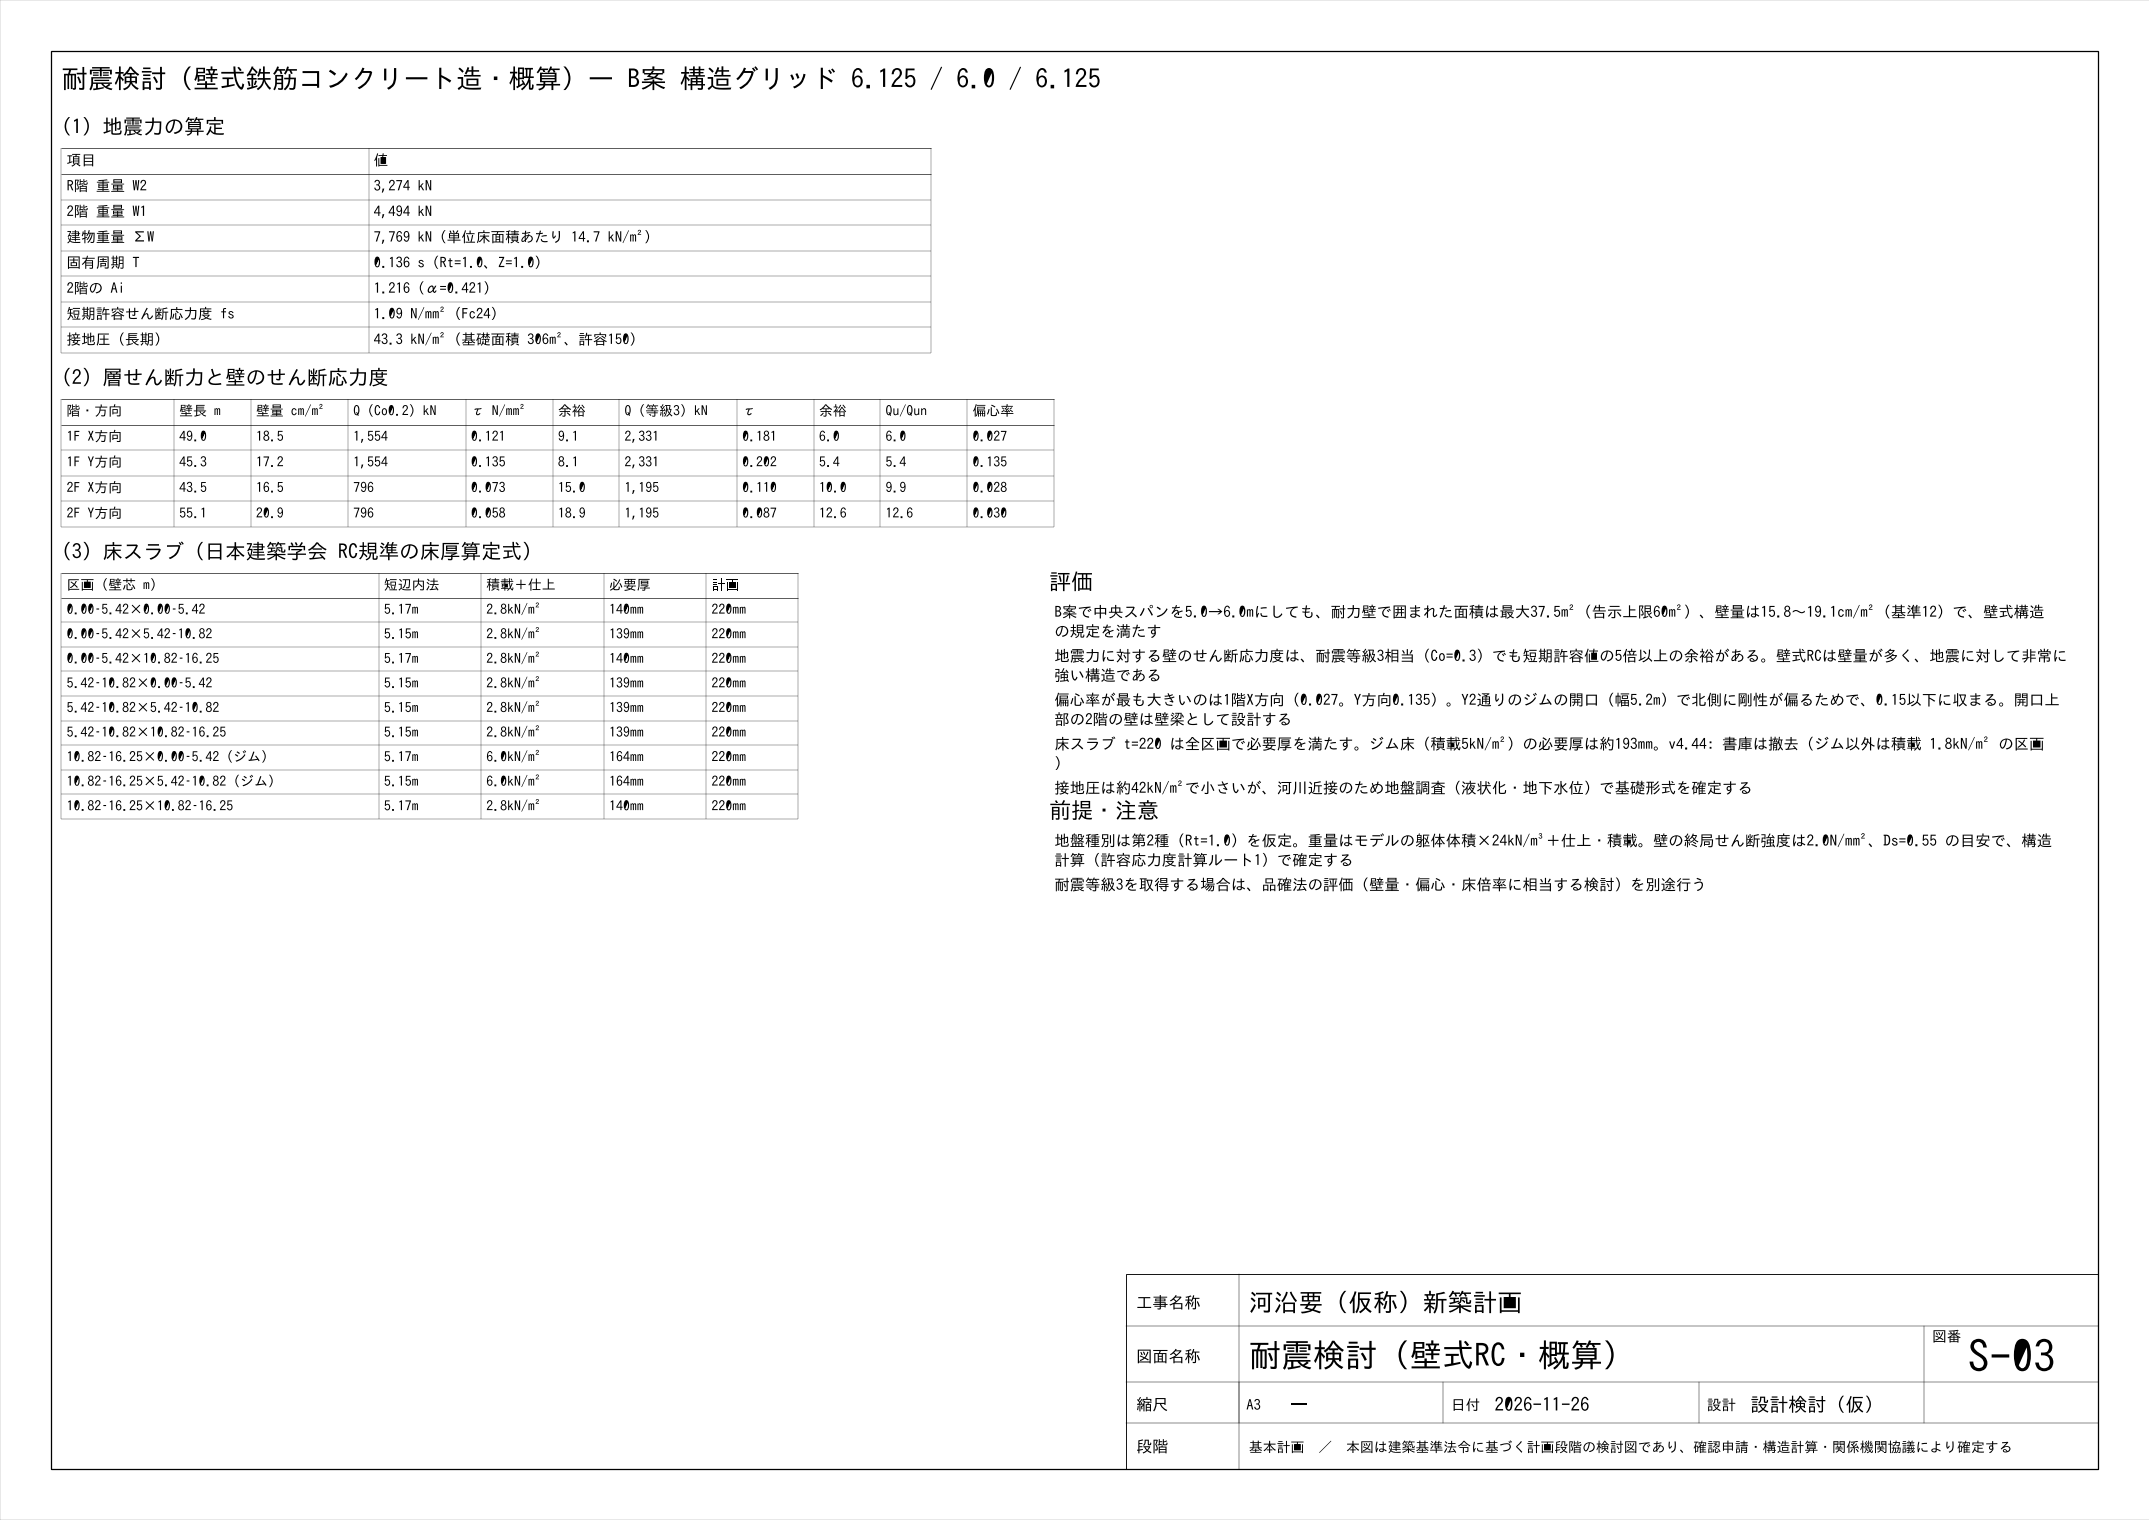 耐震検討（壁式鉄筋コンクリート造・概算）— B案 構造グリッド 6.125 / 6.0 / 6.125
（1）地震力の算定
項目 値
R階 重量 W2 3,274 kN
2階 重量 W1 4,494 kN
建物重量 ΣW 7,769 kN（単位床面積あたり 14.7 kN/m²）
固有周期 T 0.136 s（Rt=1.0、Z=1.0）
2階の Ai 1.216（α=0.421）
短期許容せん断応力度 fs 1.09 N/mm²（Fc24）
接地圧（長期） 43.3 kN/m²（基礎面積 306m²、許容150）
（2）層せん断力と壁のせん断応力度
階・方向 壁長 m 壁量 cm/m² Q（Co0.2）kN τ N/mm² 余裕 Q（等級3）kN τ 余裕 Qu/Qun 偏心率
1F X方向 49.0 18.5 1,554 0.121 9.1 2,331 0.181 6.0 6.0 0.027
1F Y方向 45.3 17.2 1,554 0.135 8.1 2,331 0.202 5.4 5.4 0.135
2F X方向 43.5 16.5 796 0.073 15.0 1,195 0.110 10.0 9.9 0.028
2F Y方向 55.1 20.9 796 0.058 18.9 1,195 0.087 12.6 12.6 0.030
（3）床スラブ（日本建築学会 RC規準の床厚算定式）
区画（壁芯 m） 短辺内法 積載＋仕上 必要厚 計画
0.00-5.42×0.00-5.42 5.17m 2.8kN/m² 140mm 220mm
0.00-5.42×5.42-10.82 5.15m 2.8kN/m² 139mm 220mm
0.00-5.42×10.82-16.25 5.17m 2.8kN/m² 140mm 220mm
5.42-10.82×0.00-5.42 5.15m 2.8kN/m² 139mm 220mm
5.42-10.82×5.42-10.82 5.15m 2.8kN/m² 139mm 220mm
5.42-10.82×10.82-16.25 5.15m 2.8kN/m² 139mm 220mm
10.82-16.25×0.00-5.42（ジム） 5.17m 6.0kN/m² 164mm 220mm
10.82-16.25×5.42-10.82（ジム） 5.15m 6.0kN/m² 164mm 220mm
10.82-16.25×10.82-16.25 5.17m 2.8kN/m² 140mm 220mm
評価
B案で中央スパンを5.0→6.0mにしても、耐力壁で囲まれた面積は最大37.5m²（告示上限60m²）、壁量は15.8〜19.1cm/m²（基準12）で、壁式構造
の規定を満たす
地震力に対する壁のせん断応力度は、耐震等級3相当（Co=0.3）でも短期許容値の5倍以上の余裕がある。壁式RCは壁量が多く、地震に対して非常に
強い構造である
偏心率が最も大きいのは1階X方向（0.027。Y方向0.135）。Y2通りのジムの開口（幅5.2m）で北側に剛性が偏るためで、0.15以下に収まる。開口上
部の2階の壁は壁梁として設計する
床スラブ t=220 は全区画で必要厚を満たす。ジム床（積載5kN/m²）の必要厚は約193mm。v4.44: 書庫は撤去（ジム以外は積載 1.8kN/m² の区画
）
接地圧は約42kN/m²で小さいが、河川近接のため地盤調査（液状化・地下水位）で基礎形式を確定する
前提・注意
地盤種別は第2種（Rt=1.0）を仮定。重量はモデルの躯体体積×24kN/m³＋仕上・積載。壁の終局せん断強度は2.0N/mm²、Ds=0.55 の目安で、構造
計算（許容応力度計算ルート1）で確定する
耐震等級3を取得する場合は、品確法の評価（壁量・偏心・床倍率に相当する検討）を別途行う
工事名称 河沿要（仮称）新築計画
図面名称 耐震検討（壁式RC・概算） 図番 S-03
縮尺 A3 — 日付 2026-11-26 設計 設計検討（仮）
段階 基本計画 ／ 本図は建築基準法令に基づく計画段階の検討図であり、確認申請・構造計算・関係機関協議により確定する